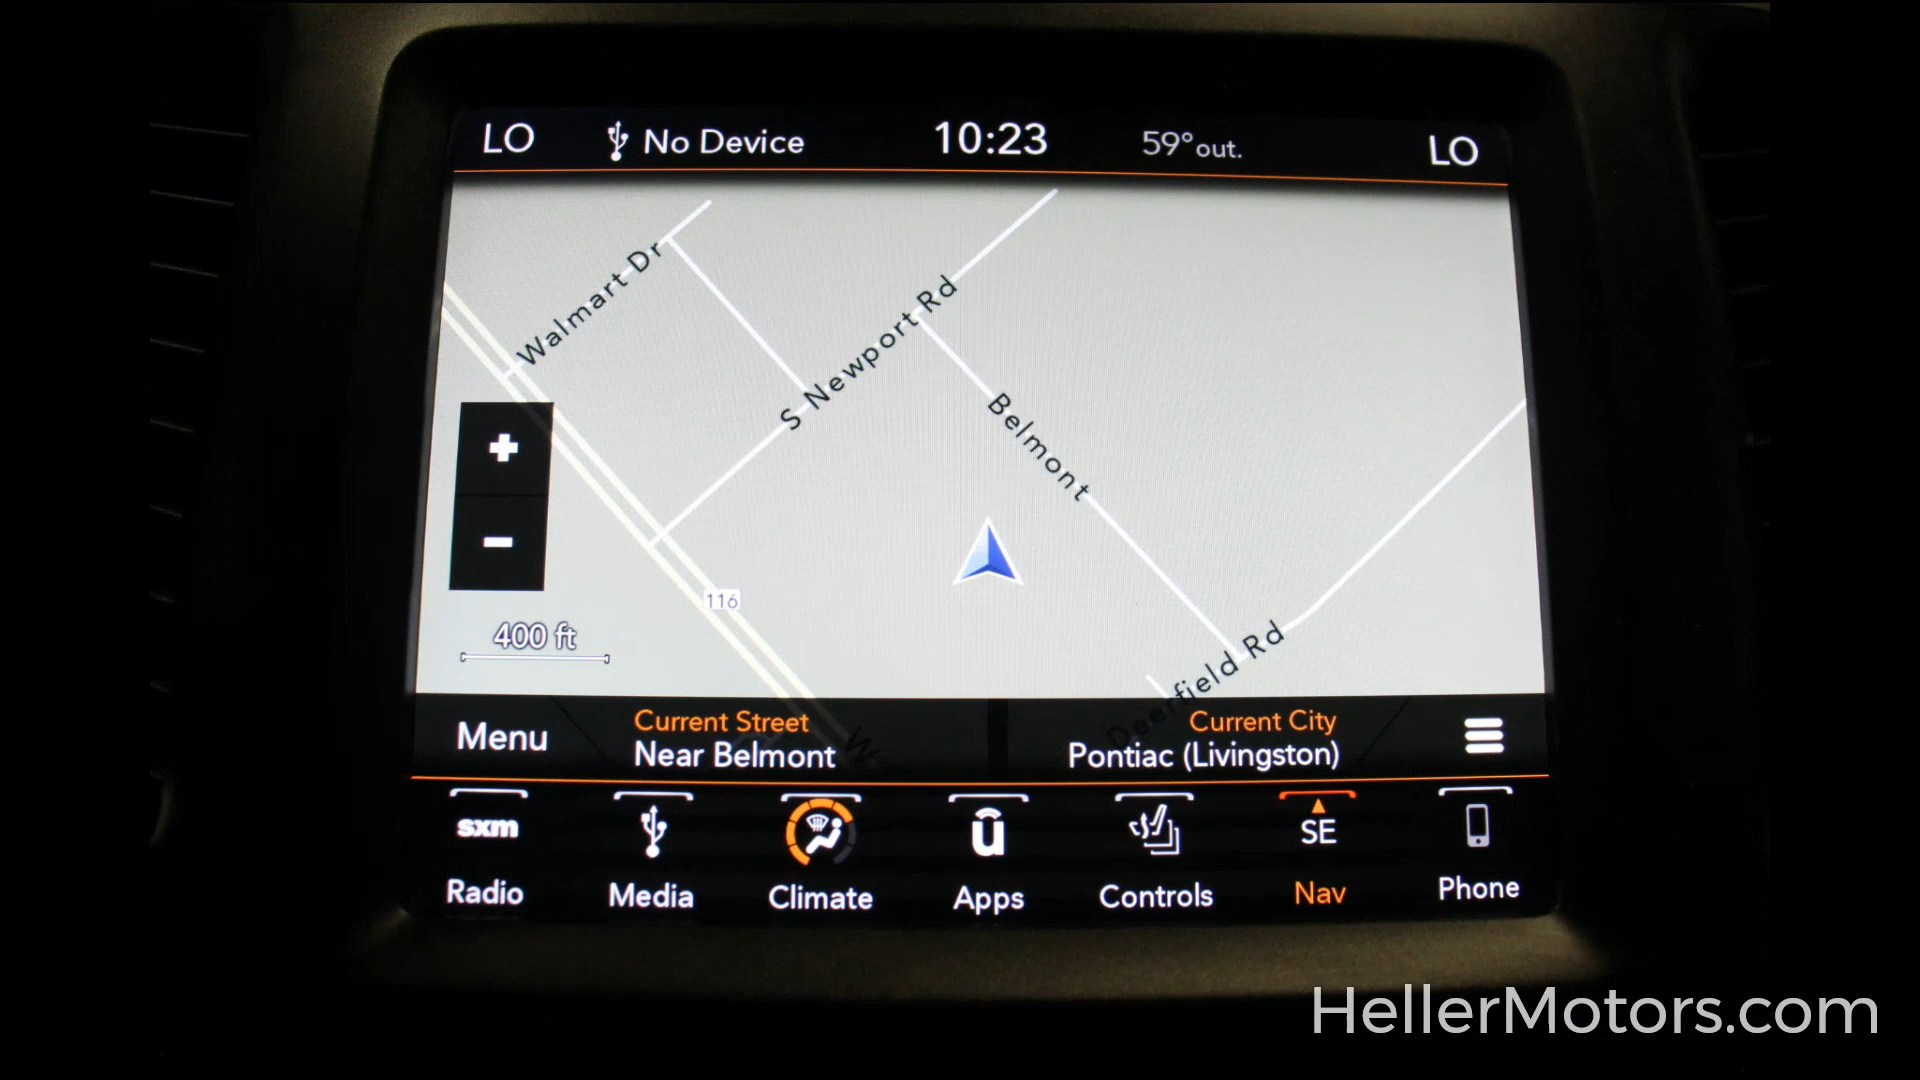 LO No Device 10:23 59° out. LO
Walmart Dr
S Newport Rd
Belmont
116
400 ft
Deerfield Rd
W
Menu
Current Street
Near Belmont
Current City
Pontiac (Livingston)
sxm
ū
SE
Radio Media Climate Apps Controls Nav Phone
HellerMotors.com